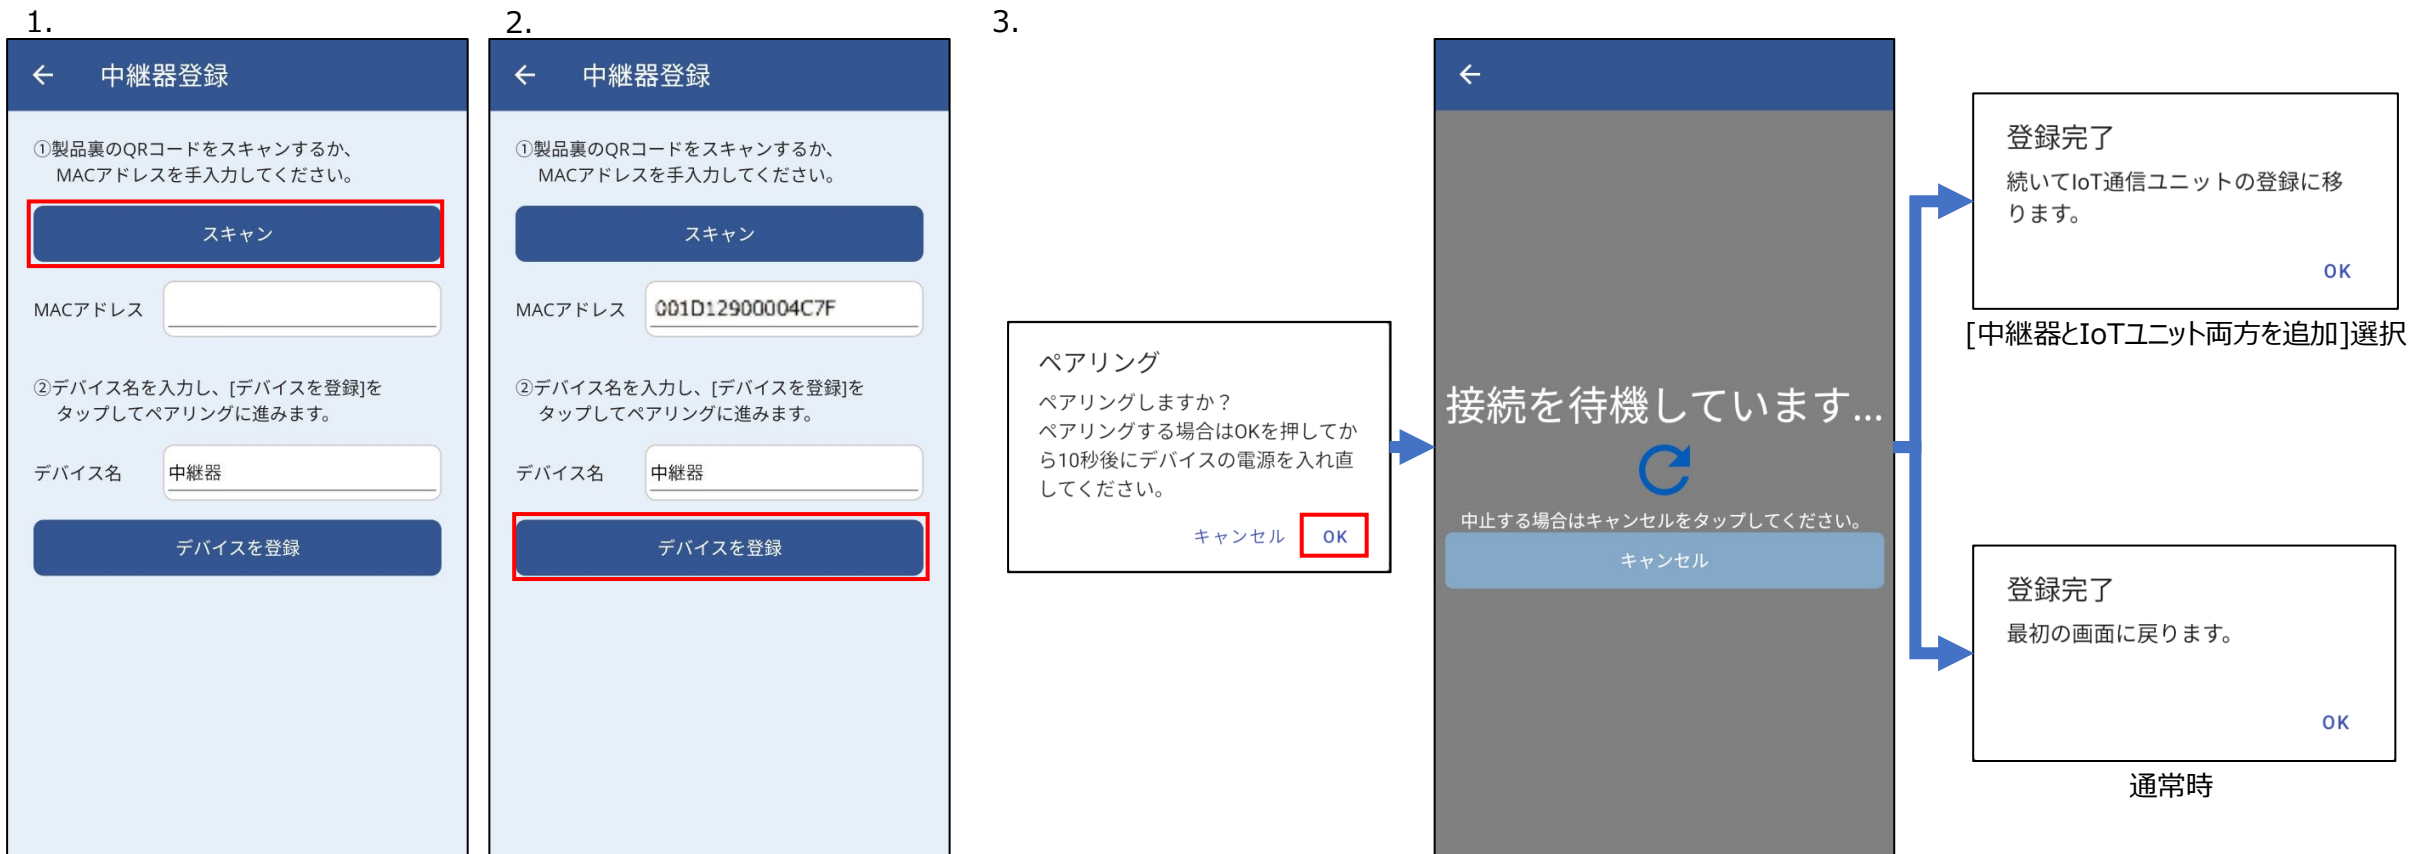 1.
中継器登録
①製品裏のQRコードをスキャンするか、
MACアドレスを手入力してください。
スキャン
MACアドレス
②デバイス名を入力し、[デバイスを登録]を
タップしてペアリングに進みます。
デバイス名
中継器
デバイスを登録
2.
中継器登録
①製品裏のQRコードをスキャンするか、
MACアドレスを手入力してください。
スキャン
MACアドレス
001D12900004C7F
②デバイス名を入力し、[デバイスを登録]を
タップしてペアリングに進みます。
デバイス名
中継器
デバイスを登録
3.
ペアリング
ペアリングしますか？
ペアリングする場合はOKを押してか
ら10秒後にデバイスの電源を入れ直
してください。
キャンセル
OK
接続を待機しています...
中止する場合はキャンセルをタップしてください。
キャンセル
登録完了
続いてIoT通信ユニットの登録に移
ります。
OK
[中継器とIoTユニット両方を追加]選択
登録完了
最初の画面に戻ります。
OK
通常時